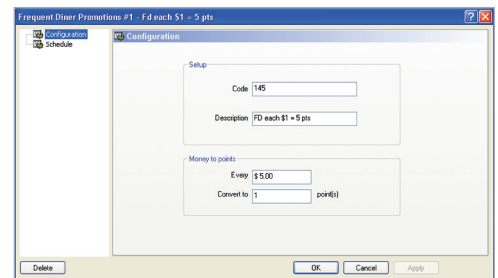 Frequent Diner Promotions #1 - Fd each $1 = 5 pts
Configuration
Schedule
Configuration
Setup
Code 145
Description FD each $1 = 5 pts
Money to points
Every $ 5.00
Convert to 1 point(s)
Delete OK Cancel Apply